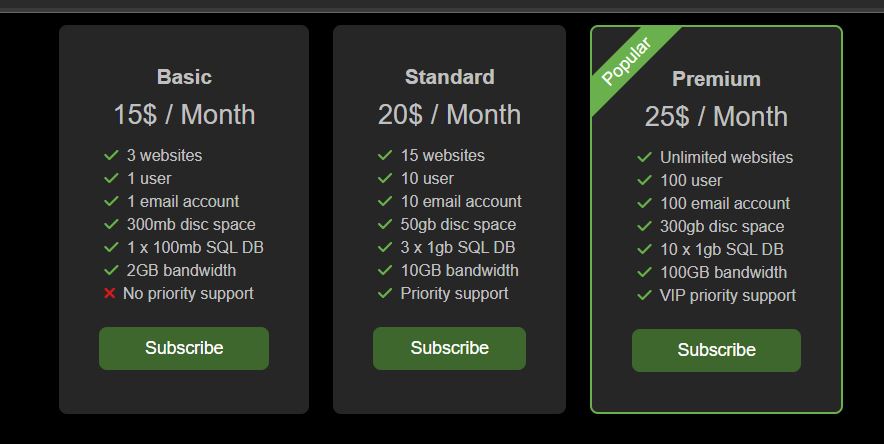 Basic
15$ / Month
3 websites
1 user
1 email account
300mb disc space
1 x 100mb SQL DB
2GB bandwidth
No priority support
Subscribe
Standard
20$ / Month
15 websites
10 user
10 email account
50gb disc space
3 x 1gb SQL DB
10GB bandwidth
Priority support
Subscribe
Popular
Premium
25$ / Month
Unlimited websites
100 user
100 email account
300gb disc space
10 x 1gb SQL DB
100GB bandwidth
VIP priority support
Subscribe